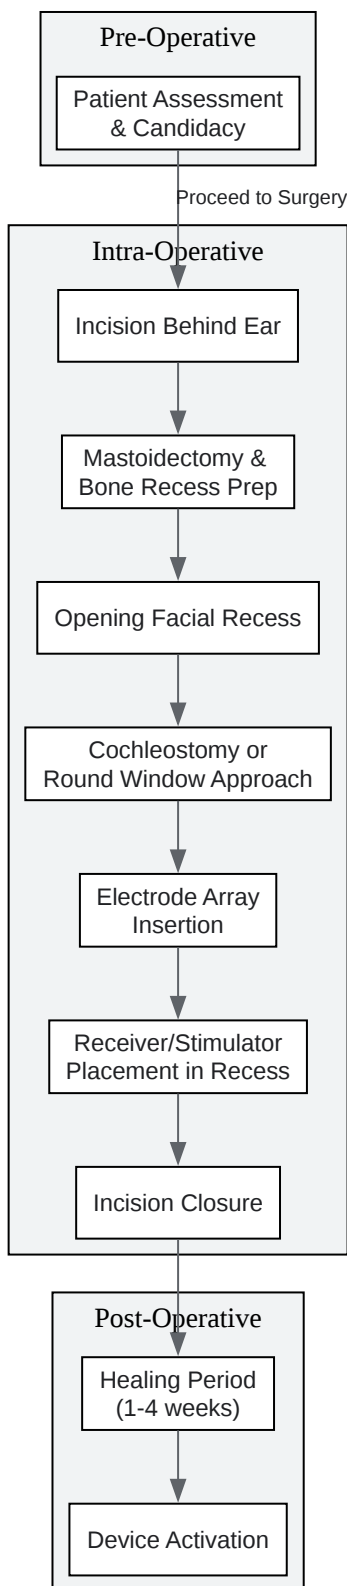 Pre-Operative
Patient Assessment
& Candidacy
Proceed to Surgery
Intra-Operative
Incision Behind Ear
Mastoidectomy &
Bone Recess Prep
Opening Facial Recess
Cochleostomy or
Round Window Approach
Electrode Array
Insertion
Receiver/Stimulator
Placement in Recess
Incision Closure
Post-Operative
Healing Period
(1-4 weeks)
Device Activation